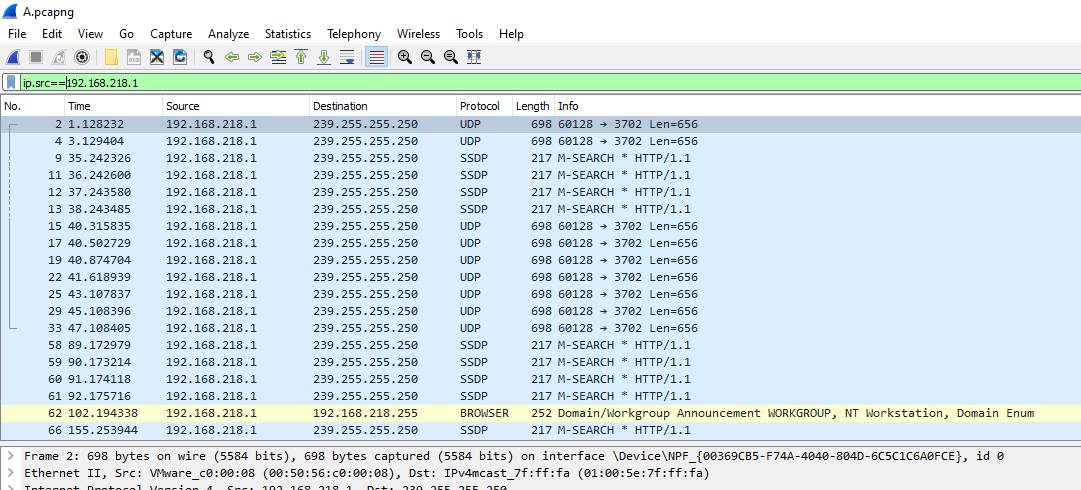 A.pcapng
File Edit View Go Capture Analyze Statistics Telephony Wireless Tools Help
ip.src==192.168.218.1
No. Time Source Destination Protocol Length Info
2 1.128232 192.168.218.1 239.255.255.250 UDP 698 60128 → 3702 Len=656
4 3.129404 192.168.218.1 239.255.255.250 UDP 698 60128 → 3702 Len=656
9 35.242326 192.168.218.1 239.255.255.250 SSDP 217 M-SEARCH * HTTP/1.1
11 36.242600 192.168.218.1 239.255.255.250 SSDP 217 M-SEARCH * HTTP/1.1
12 37.243580 192.168.218.1 239.255.255.250 SSDP 217 M-SEARCH * HTTP/1.1
13 38.243485 192.168.218.1 239.255.255.250 SSDP 217 M-SEARCH * HTTP/1.1
15 40.315835 192.168.218.1 239.255.255.250 UDP 698 60128 → 3702 Len=656
17 40.502729 192.168.218.1 239.255.255.250 UDP 698 60128 → 3702 Len=656
19 40.874704 192.168.218.1 239.255.255.250 UDP 698 60128 → 3702 Len=656
22 41.618939 192.168.218.1 239.255.255.250 UDP 698 60128 → 3702 Len=656
25 43.107837 192.168.218.1 239.255.255.250 UDP 698 60128 → 3702 Len=656
29 45.108396 192.168.218.1 239.255.255.250 UDP 698 60128 → 3702 Len=656
33 47.108405 192.168.218.1 239.255.255.250 UDP 698 60128 → 3702 Len=656
58 89.172979 192.168.218.1 239.255.255.250 SSDP 217 M-SEARCH * HTTP/1.1
59 90.173214 192.168.218.1 239.255.255.250 SSDP 217 M-SEARCH * HTTP/1.1
60 91.174118 192.168.218.1 239.255.255.250 SSDP 217 M-SEARCH * HTTP/1.1
61 92.175716 192.168.218.1 239.255.255.250 SSDP 217 M-SEARCH * HTTP/1.1
62 102.194338 192.168.218.1 192.168.218.255 BROWSER 252 Domain/Workgroup Announcement WORKGROUP, NT Workstation, Domain Enum
66 155.253944 192.168.218.1 239.255.255.250 SSDP 217 M-SEARCH * HTTP/1.1
Frame 2: 698 bytes on wire (5584 bits), 698 bytes captured (5584 bits) on interface \Device\NPF_{00369CB5-F74A-4040-804D-6C5C1C6A0FCE}, id 0
Ethernet II, Src: VMware_c0:00:08 (00:50:56:c0:00:08), Dst: IPv4mcast_7f:ff:fa (01:00:5e:7f:ff:fa)
Internet Protocol Version 4, Src: 192.168.218.1, Dst: 239.255.255.250